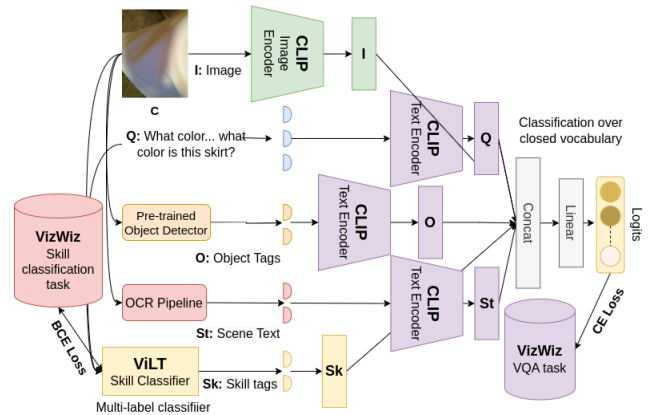 CLIP
Image
Encoder
I
I: Image
C
Q: What color... what
color is this skirt?
CLIP
Text Encoder
Q
Classification over
closed vocabulary
Pre-trained
Object Detector
CLIP
Text Encoder
O
O: Object Tags
Concat
Linear
Logits
VizWiz
Skill
classification
task
OCR Pipeline
St: Scene Text
CLIP
Text Encoder
St
CE Loss
VizWiz
VQA task
BCE Loss
ViLT
Skill Classifier
Sk: Skill tags
Sk
Multi-label classifiier